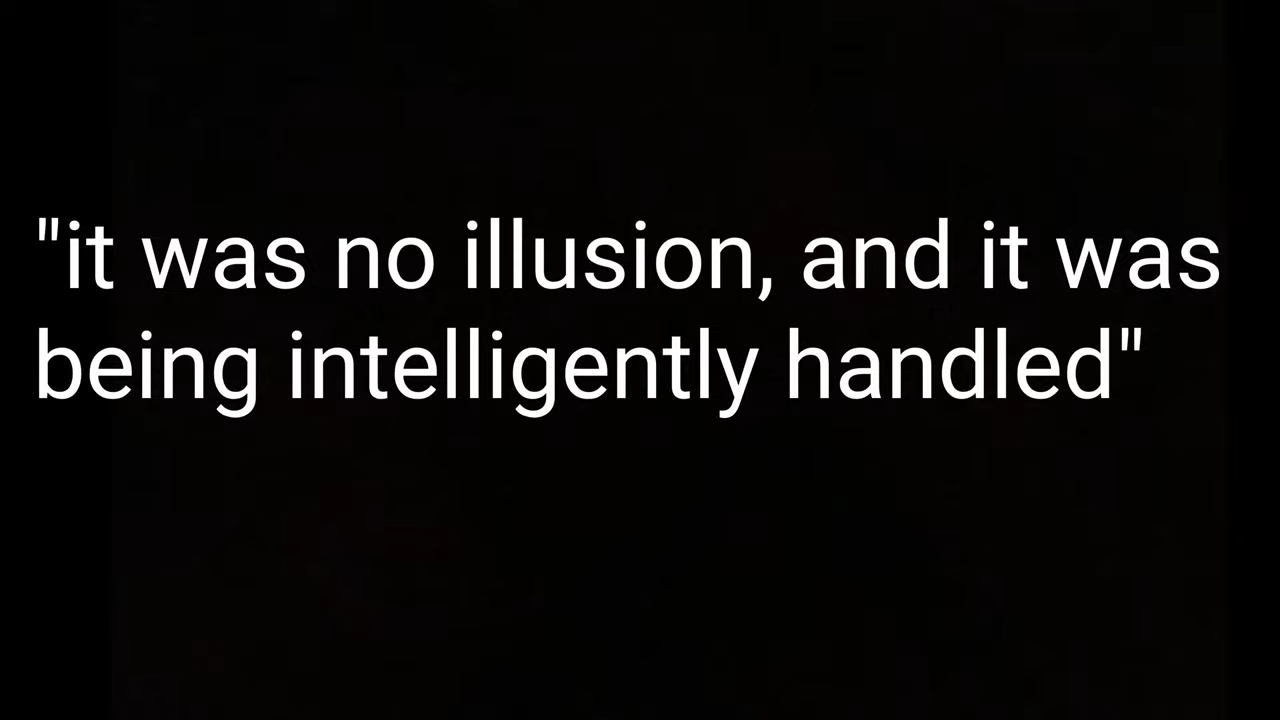 "it was no illusion, and it was
being intelligently handled"